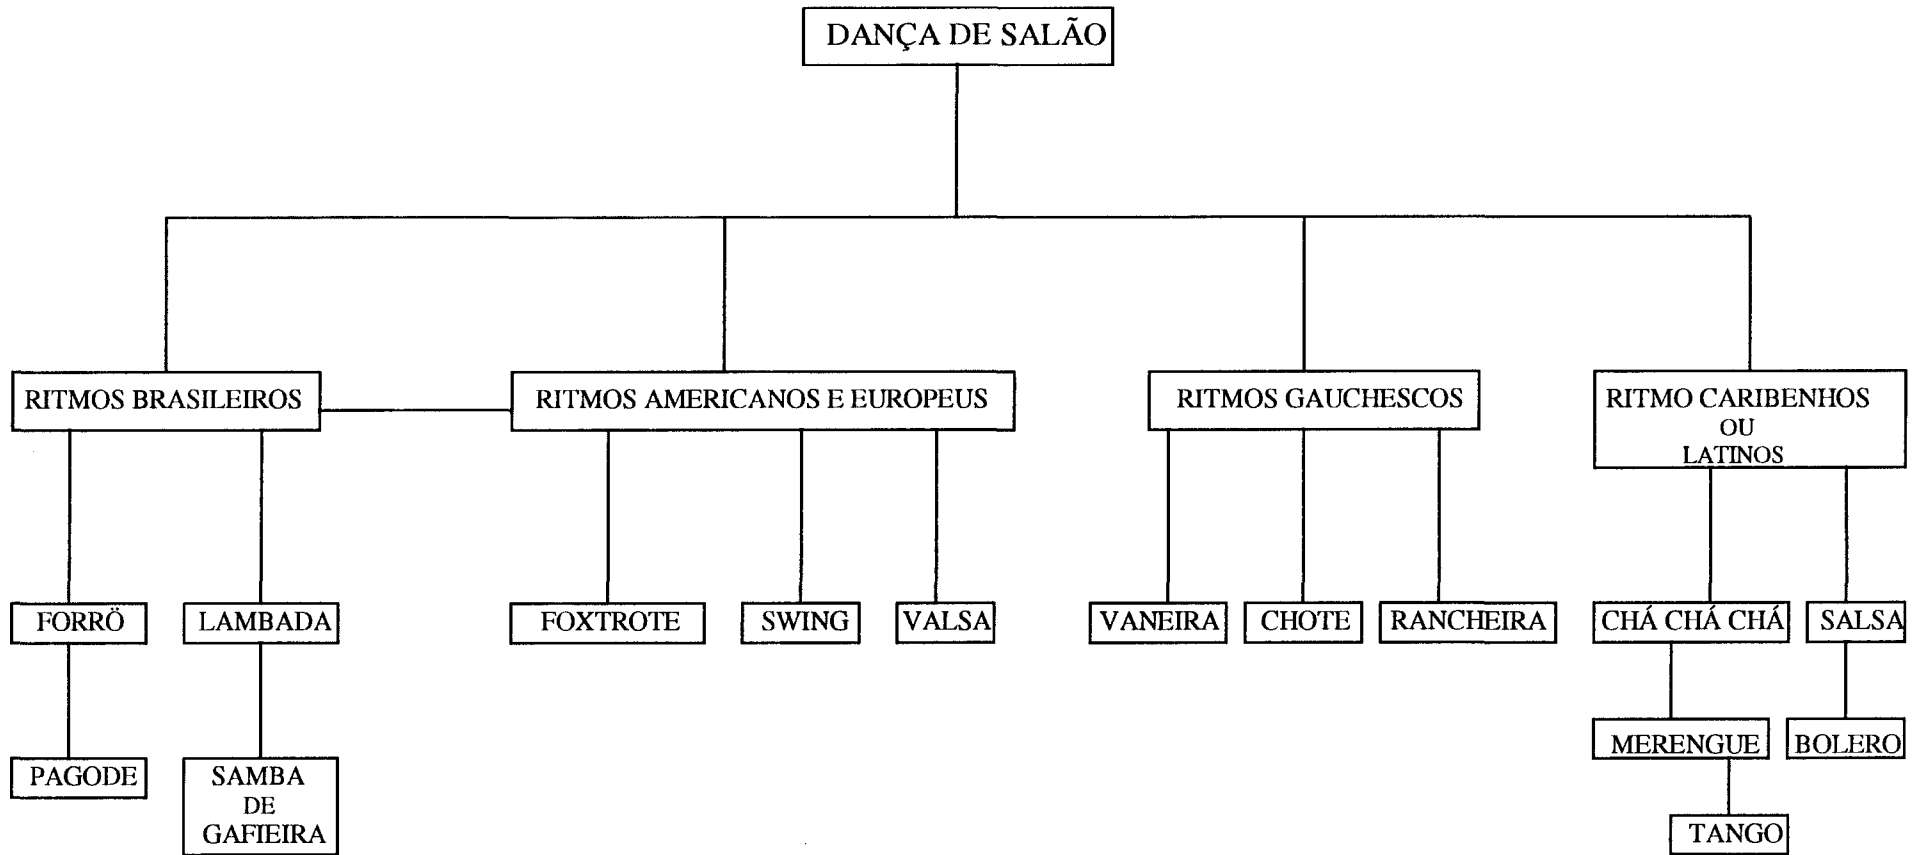 DANÇA DE SALÃO
RITMOS BRASILEIROS
RITMOS AMERICANOS E EUROPEUS
RITMOS GAUCHESCOS
RITMO CARIBENHOS
OU
LATINOS
FORRÖ
LAMBADA
FOXTROTE
SWING
VALSA
VANEIRA
CHOTE
RANCHEIRA
CHÁ CHÁ CHÁ
SALSA
MERENGUE
BOLERO
PAGODE
SAMBA
DE
GAFIEIRA
TANGO